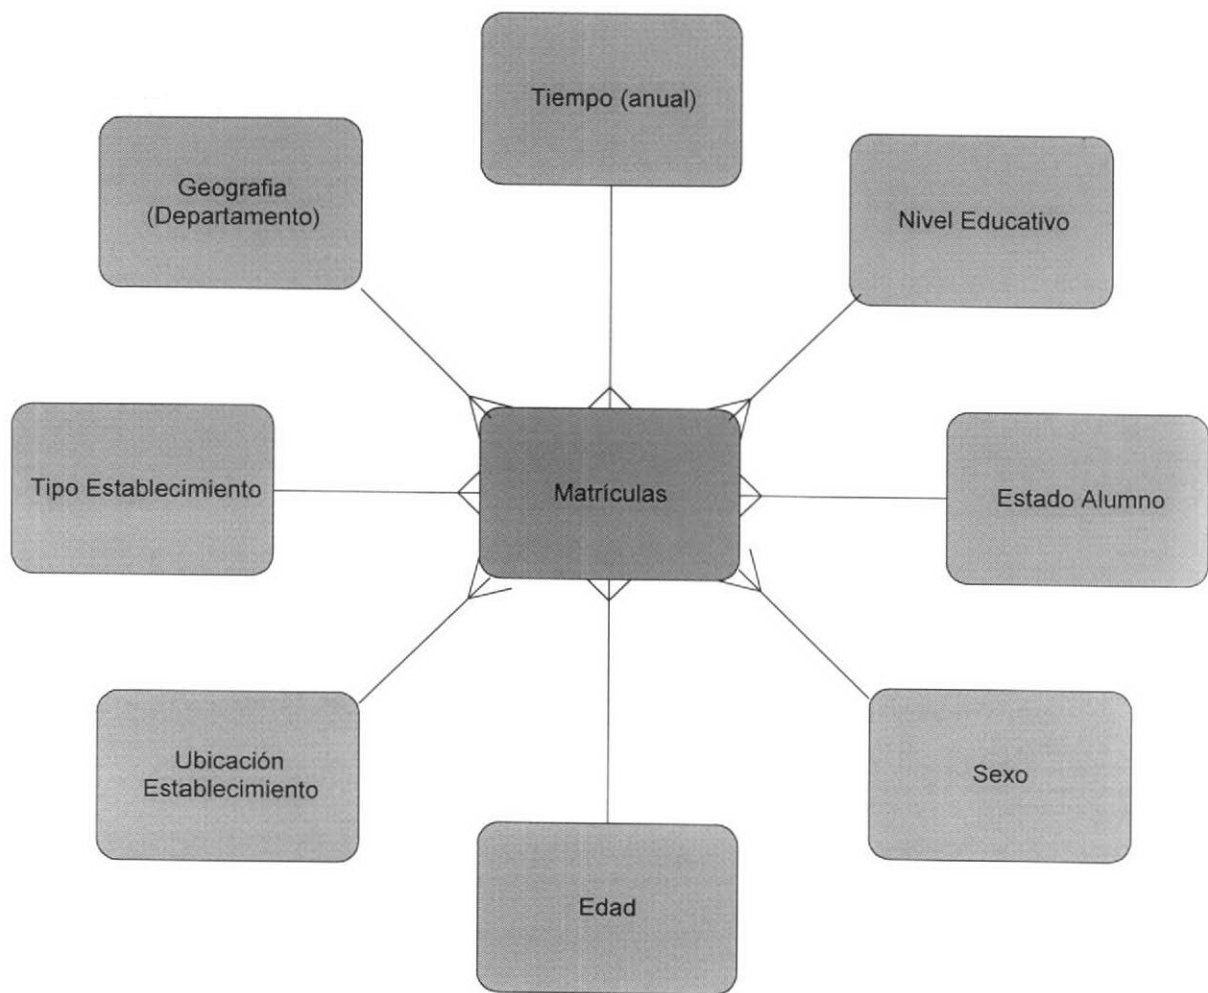 Tiempo (anual)
Geografia
(Departamento)
Nivel Educativo
Tipo Establecimiento
Matrículas
Estado Alumno
Ubicación
Establecimiento
Sexo
Edad